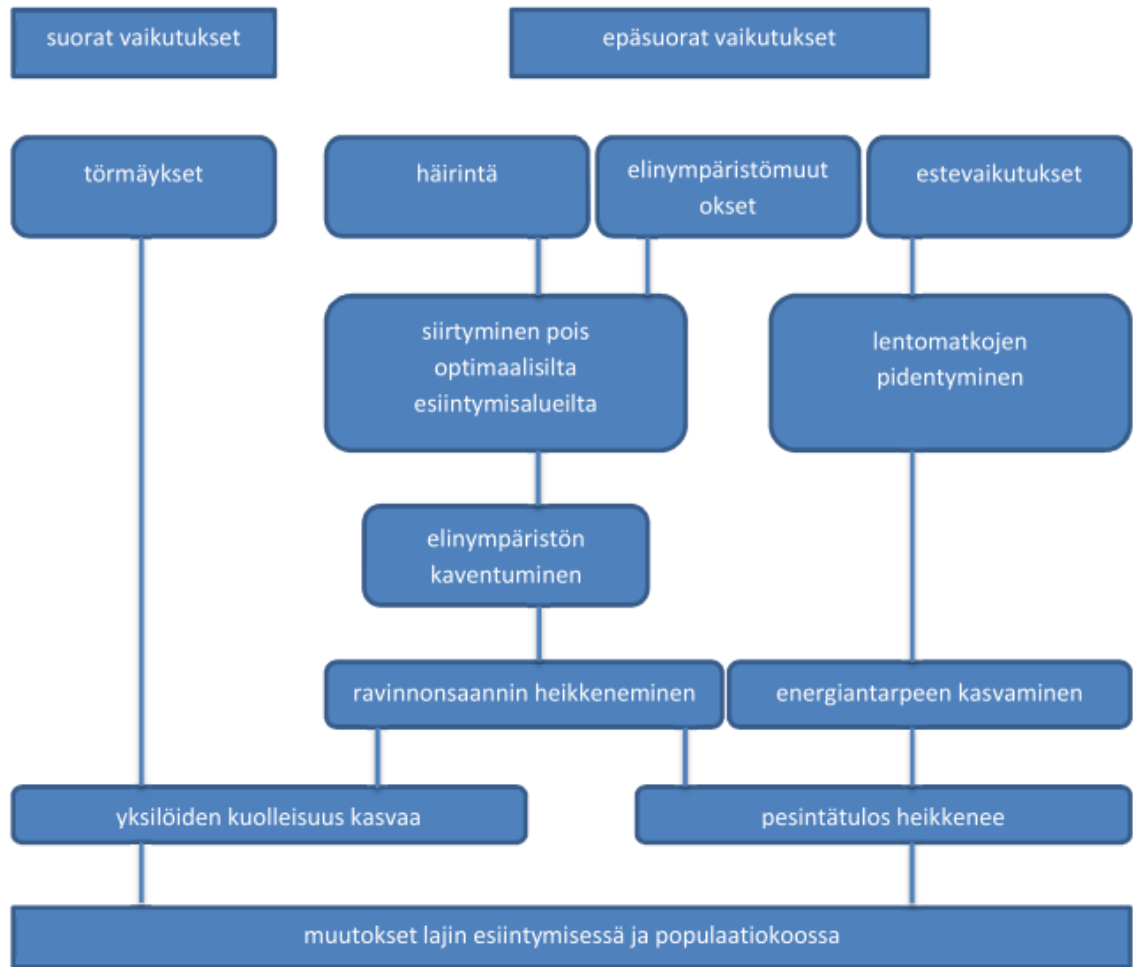 suorat vaikutukset
epäsuorat vaikutukset
törmäykset
häirintä
elinympäristömuut
okset
estevaikutukset
siirtyminen pois
optimaalisilta
esiintymisalueilta
lentomatkojen
pidentyminen
elinympäristön
kaventuminen
ravinnonsaannin heikkeneminen
energiantarpeen kasvaminen
yksilöiden kuolleisuus kasvaa
pesintätulos heikkenee
muutokset lajin esiintymisessä ja populaatiokoossa